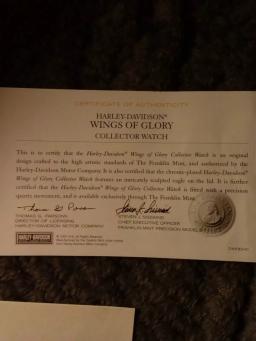 CERTIFICATE OF AUTHENTICITY
HARLEY-DAVIDSON®
WINGS OF GLORY
COLLECTOR WATCH
This is to certify that the Harley-Davidson® Wings of Glory Collector Watch is an original
design crafted to the high artistic standards of The Franklin Mint, and authorized by the
Harley-Davidson Motor Company. It is also certified that the chrome-plated Harley-Davidson®
Wings of Glory Collector Watch features an intricately sculpted eagle on the lid. It is further
certified that the Harley-Davidson® Wings of Glory Collector Watch is fitted with a precision
quartz movement, and is available exclusively through The Franklin Mint.
THOMAS G. PARSONS
DIRECTOR OF LICENSING
HARLEY-DAVIDSON MOTOR COMPANY
STEVEN J.
CHIEF EXECUTIVE OFFICER
FRANKLIN MINT PRECISION MODELS